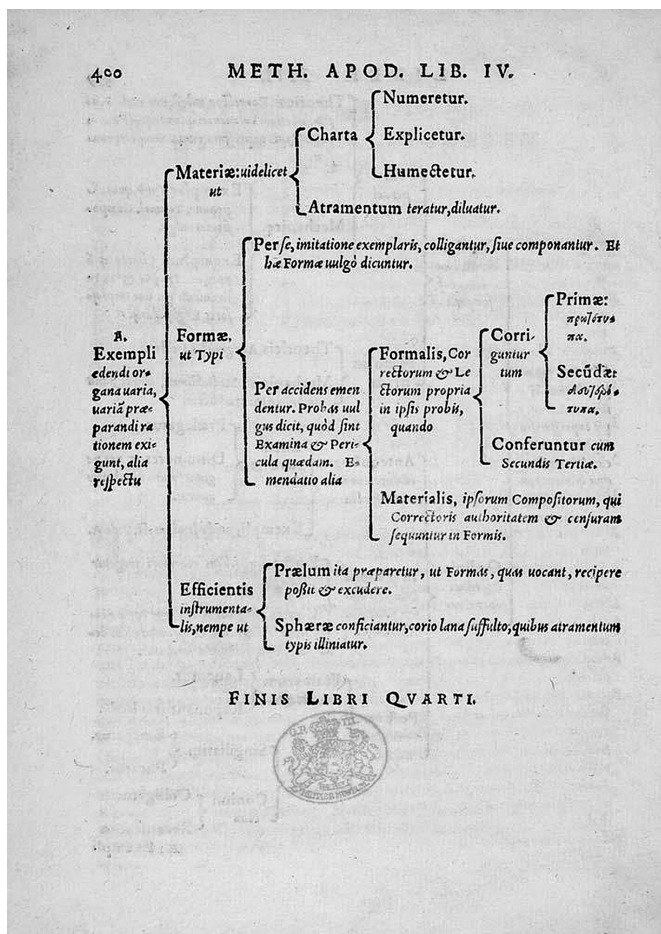 400 METH. APOD. LIB. IV.
A.
Exempli
edendi or-
gana uaria,
uariā præ-
parandi ra
tionem exi-
gunt, alia
respectu
Materiæ: uidelicet
ut
Charta
Numeretur.
Explicetur.
Humectetur.
Atramentum teratur, diluatur.
Formæ,
ut Typi
Per se, imitatione exemplaris, colligantur, siue componantur. Et
hæ Formæ uulgò dicuntur.
Per accidens emen
dentur. Probas uul
gus dicit, quòd sint
Examina & Peri-
cula quædam. E-
mendatio alia
Formalis, Cor
rectorum & Le
ctorum propria
in ipsis probis,
quando
Corri-
guntur
tum
Primæ:
πρωτότυ-
πα.
Secūdæ:
δευτερό-
τυπα.
Conferuntur cum
Secundis Tertiæ.
Materialis, ipsorum Compositorum, qui
Correctoris authoritatem & censuram
sequuntur in Formis.
Efficientis
instrumenta-
lis, nempe ut
Prælum ita præparetur, ut Formas, quas uocant, recipere
possit & excudere.
Sphæræ conficiantur, corio lana suffulto, quibus atramentum
typis illiniatur.
FINIS LIBRI QVARTI.